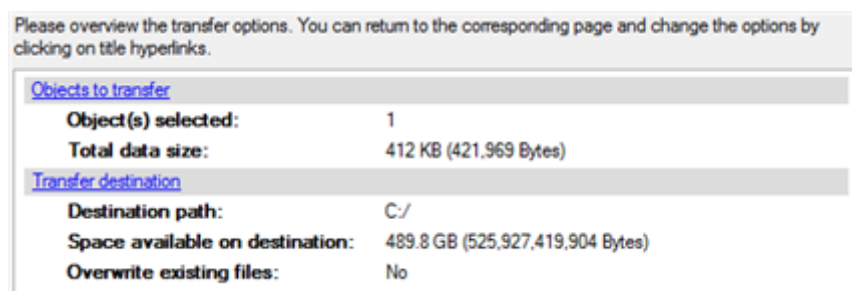 Please overview the transfer options. You can return to the corresponding page and change the options by
clicking on title hyperlinks.
Objects to transfer
Object(s) selected: 1
Total data size: 412 KB (421,969 Bytes)
Transfer destination
Destination path: C:/
Space available on destination: 489.8 GB (525,927,419,904 Bytes)
Overwrite existing files: No